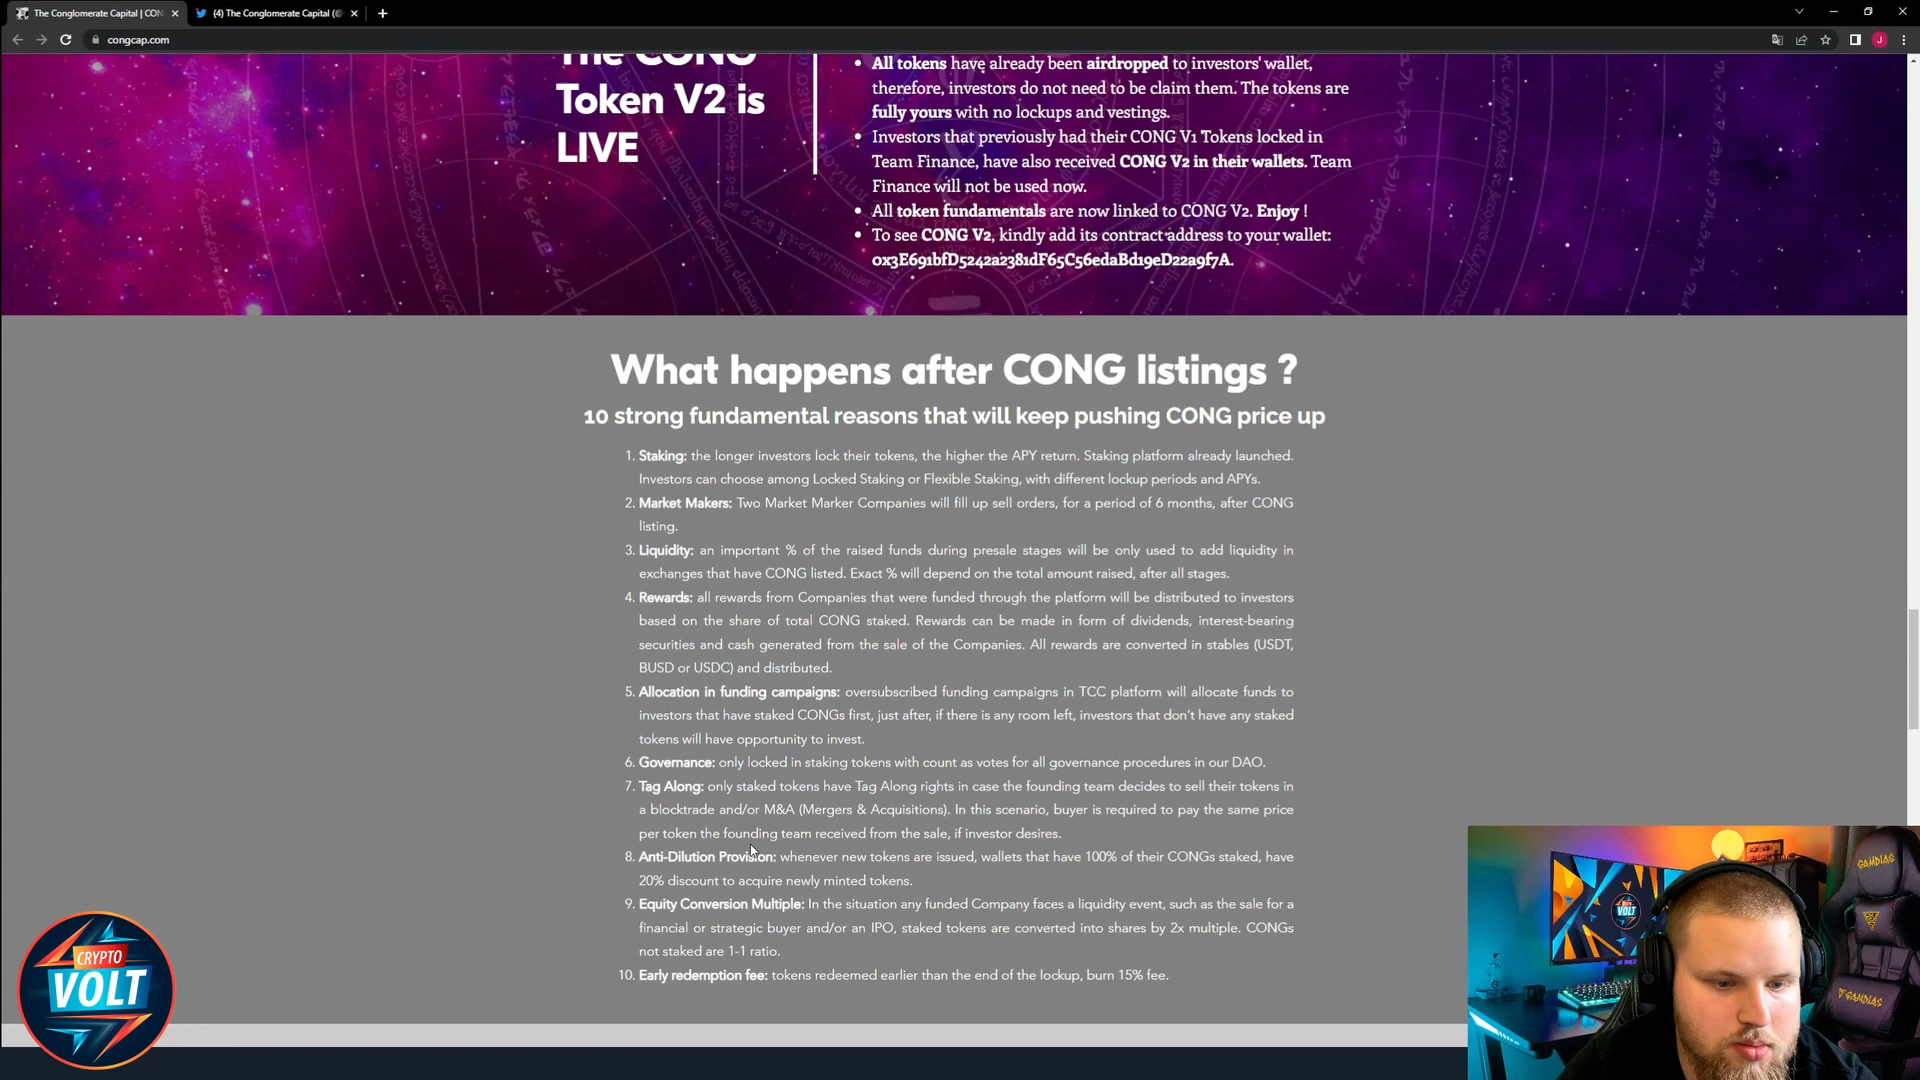 The Conglomerate Capital | CON
(4) The Conglomerate Capital (@
congcap.com
J
The CONG
Token V2 is
LIVE
• All tokens have already been airdropped to investors' wallet,
therefore, investors do not need to be claim them. The tokens are
fully yours with no lockups and vestings.
• Investors that previously had their CONG V1 Tokens locked in
Team Finance, have also received CONG V2 in their wallets. Team
Finance will not be used now.
• All token fundamentals are now linked to CONG V2. Enjoy !
• To see CONG V2, kindly add its contract address to your wallet:
0x3E691bfD5242a2381dF65C56edaBd19eD22a9f7A.
What happens after CONG listings ?
10 strong fundamental reasons that will keep pushing CONG price up
1. Staking: the longer investors lock their tokens, the higher the APY return. Staking platform already launched.
Investors can choose among Locked Staking or Flexible Staking, with different lockup periods and APYs.
2. Market Makers: Two Market Marker Companies will fill up sell orders, for a period of 6 months, after CONG
listing.
3. Liquidity: an important % of the raised funds during presale stages will be only used to add liquidity in
exchanges that have CONG listed. Exact % will depend on the total amount raised, after all stages.
4. Rewards: all rewards from Companies that were funded through the platform will be distributed to investors
based on the share of total CONG staked. Rewards can be made in form of dividends, interest-bearing
securities and cash generated from the sale of the Companies. All rewards are converted in stables (USDT,
BUSD or USDC) and distributed.
5. Allocation in funding campaigns: oversubscribed funding campaigns in TCC platform will allocate funds to
investors that have staked CONGs first, just after, if there is any room left, investors that don't have any staked
tokens will have opportunity to invest.
6. Governance: only locked in staking tokens with count as votes for all governance procedures in our DAO.
7. Tag Along: only staked tokens have Tag Along rights in case the founding team decides to sell their tokens in
a blocktrade and/or M&A (Mergers & Acquisitions). In this scenario, buyer is required to pay the same price
per token the founding team received from the sale, if investor desires.
8. Anti-Dilution Provision: whenever new tokens are issued, wallets that have 100% of their CONGs staked, have
20% discount to acquire newly minted tokens.
9. Equity Conversion Multiple: In the situation any funded Company faces a liquidity event, such as the sale for a
financial or strategic buyer and/or an IPO, staked tokens are converted into shares by 2x multiple. CONGs
not staked are 1-1 ratio.
10. Early redemption fee: tokens redeemed earlier than the end of the lockup, burn 15% fee.
CRYPTO
VOLT
VOLT
GAMDIAS
GAMDIAS